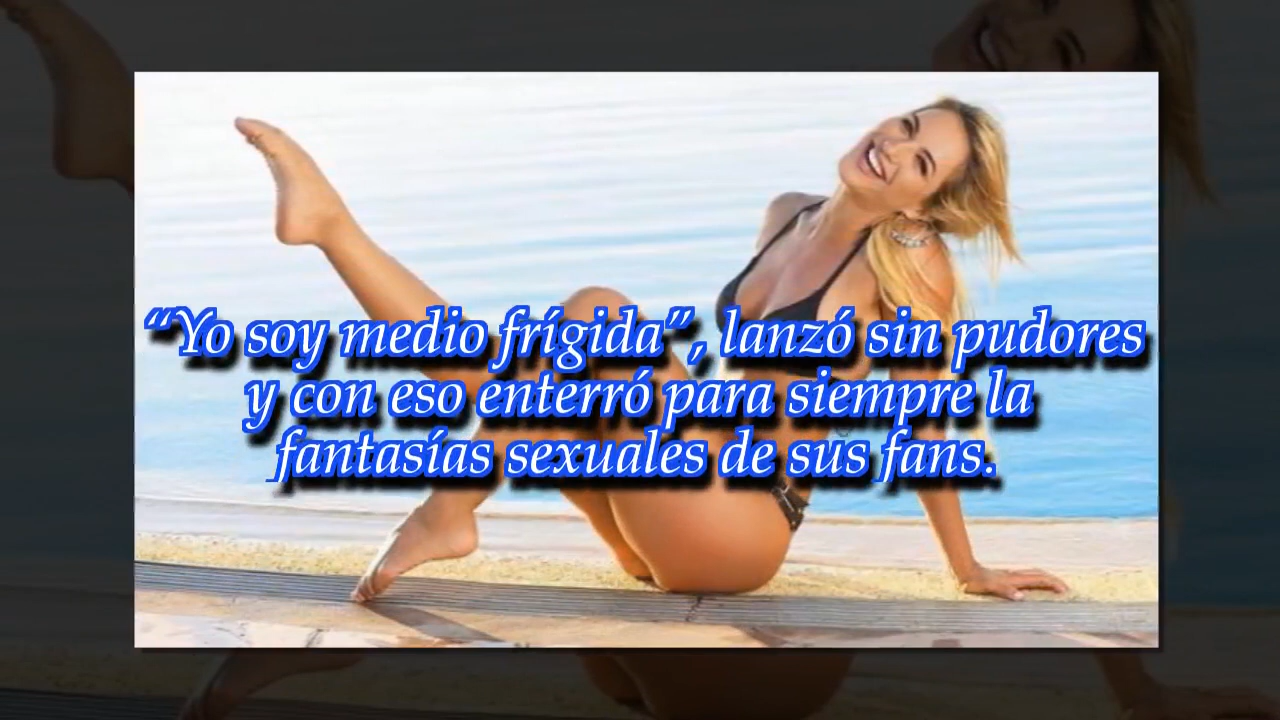 “Yo soy medio frígida”, lanzó sin pudores
y con eso enterró para siempre la
fantasías sexuales de sus fans.